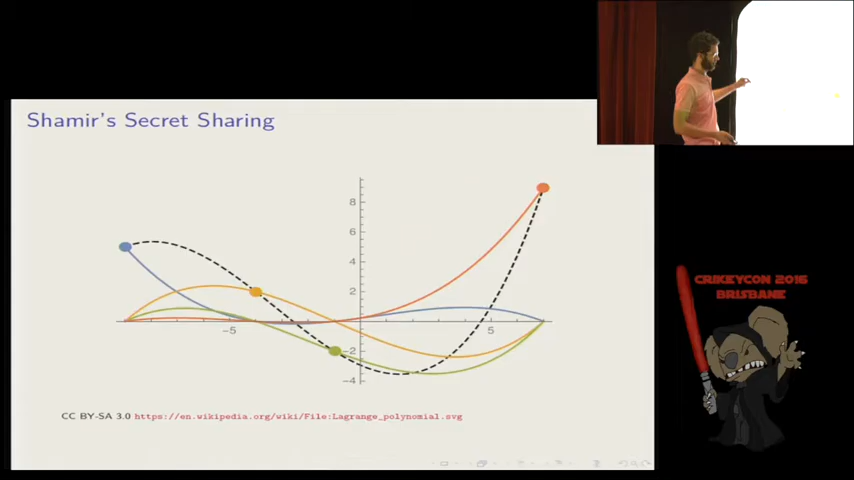 Shamir's Secret Sharing
8
6
4
2
-5
5
-2
-4
CC BY-SA 3.0 https://en.wikipedia.org/wiki/File:Lagrange_polynomial.svg
CRIKEYCON 2016
BRISBANE